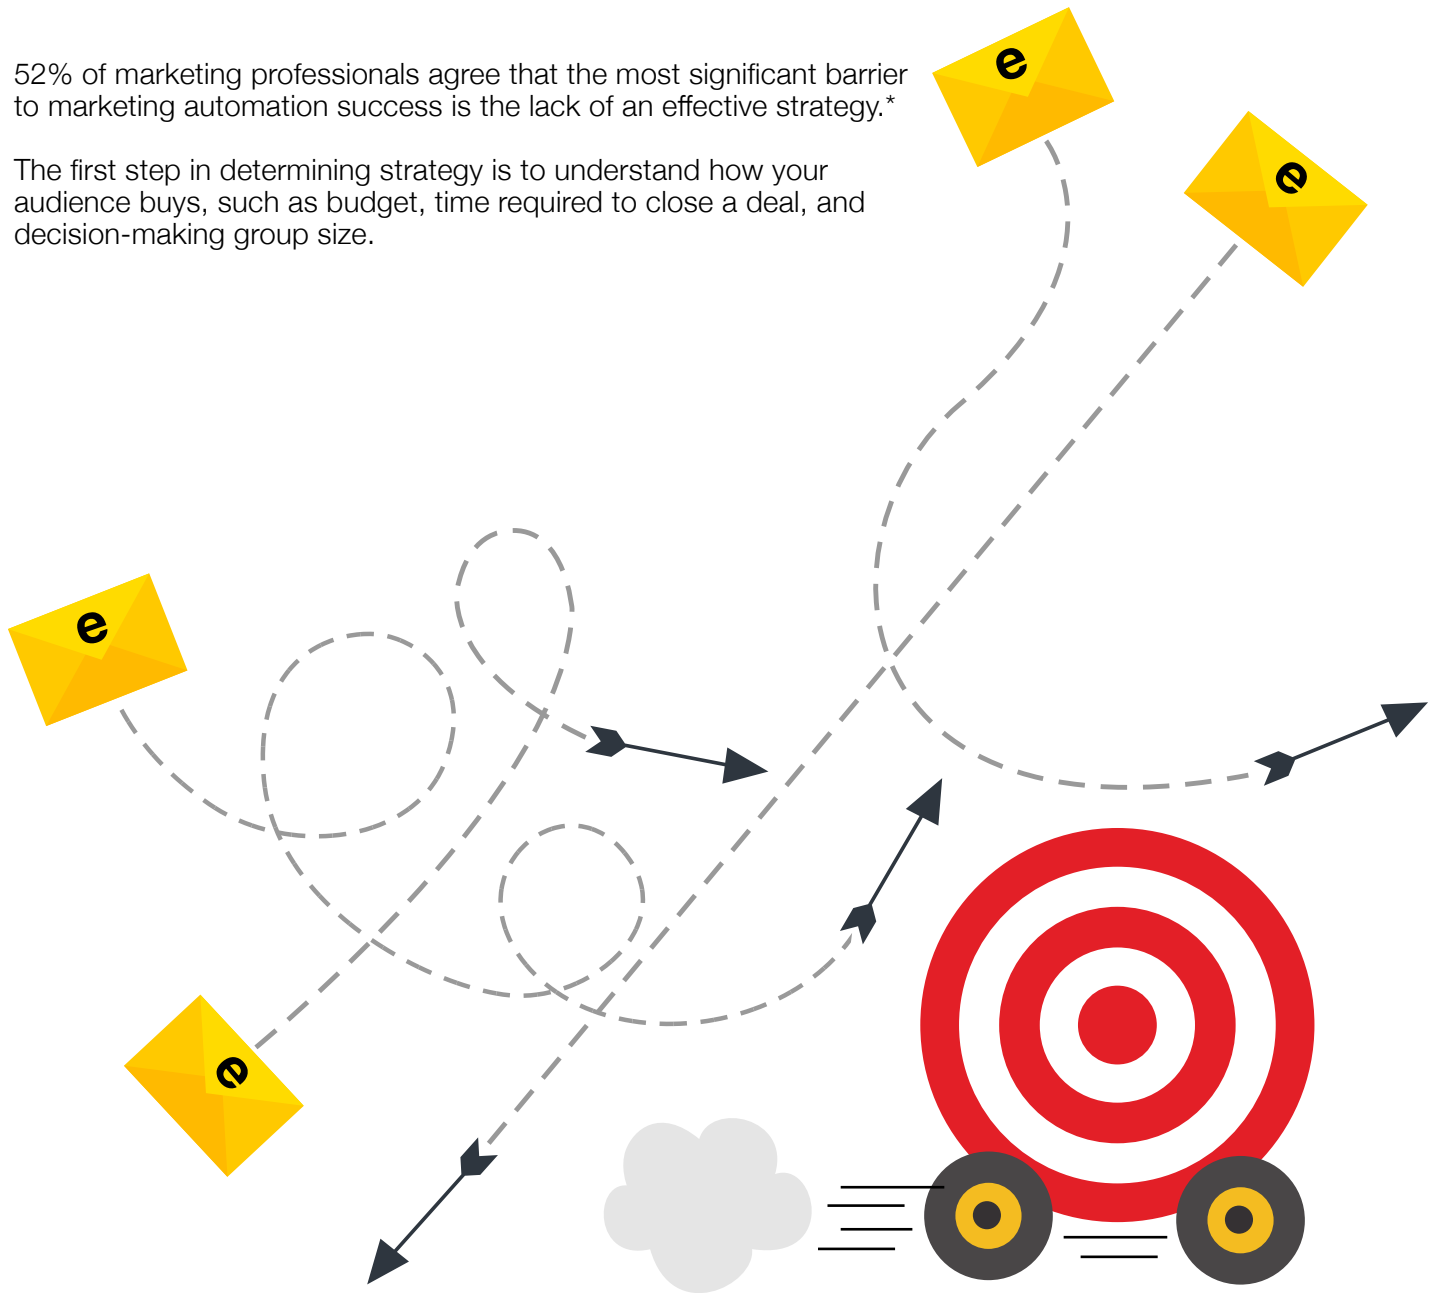 52% of marketing professionals agree that the most significant barrier
to marketing automation success is the lack of an effective strategy.*
The first step in determining strategy is to understand how your
audience buys, such as budget, time required to close a deal, and
decision-making group size.
e
e
e
e